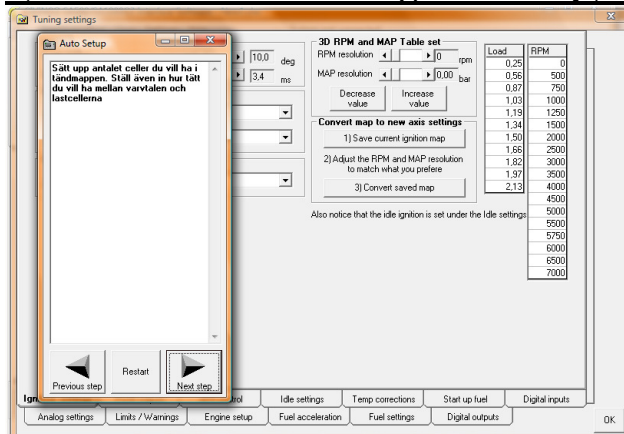 Tuning settings
Auto Setup
Sätt upp antalet celler du vill ha i
tändmappen. Ställ även in hur tätt
du vill ha mellan varvtalen och
lastcellerna
Previous step
Restart
Next step
10,0 deg
3,4 ms
3D RPM and MAP Table set
RPM resolution 0 rpm
MAP resolution 0,00 bar
Decrease
value
Increase
value
Convert map to new axis
settings
1) Save current ignition
map
2) Adjust the RPM and MAP resolution
to match what you prefere
3) Convert saved map
Also notice that the idle ignition is set under the Idle settings
Load
0,25
0,56
0,87
1,03
1,19
1,34
1,50
1,66
1,82
1,97
2,13
RPM
0
500
750
1000
1250
1500
2000
2500
3000
3500
4000
4500
5000
5500
5750
6000
6500
7000
Idle settings
Temp corrections
Start up fuel
Digital inputs
Analog settings
Limits / Warnings
Engine setup
Fuel acceleration
Fuel settings
Digital outputs
OK